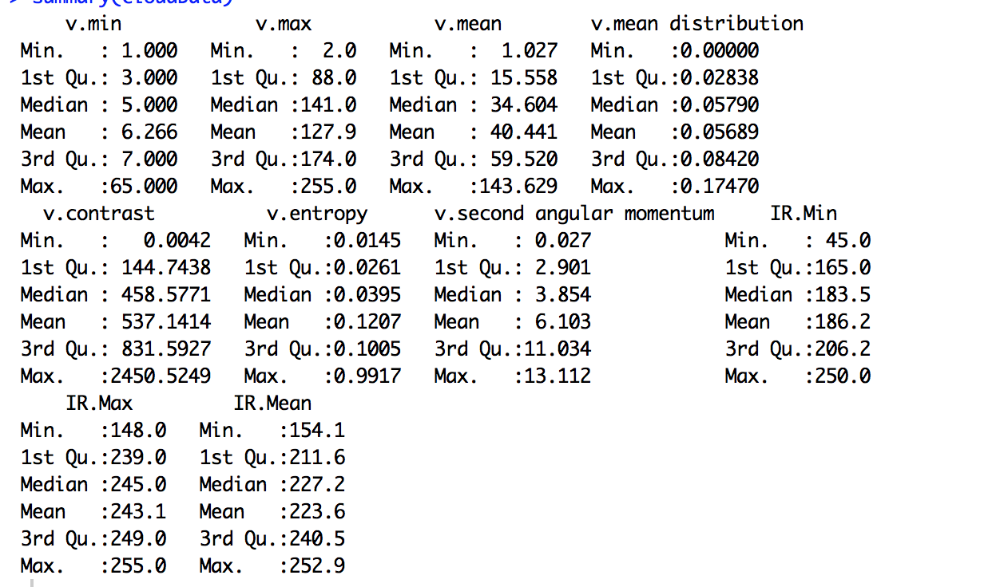 > summary(cloudData)
v.min v.max v.mean v.mean distribution
Min. : 1.000 Min. : 2.0 Min. : 1.027 Min. :0.00000
1st Qu.: 3.000 1st Qu.: 88.0 1st Qu.: 15.558 1st Qu.:0.02838
Median : 5.000 Median :141.0 Median : 34.604 Median :0.05790
Mean : 6.266 Mean :127.9 Mean : 40.441 Mean :0.05689
3rd Qu.: 7.000 3rd Qu.:174.0 3rd Qu.: 59.520 3rd Qu.:0.08420
Max. :65.000 Max. :255.0 Max. :143.629 Max. :0.17470
v.contrast v.entropy v.second angular momentum IR.Min
Min. : 0.0042 Min. :0.0145 Min. : 0.027 Min. : 45.0
1st Qu.: 144.7438 1st Qu.:0.0261 1st Qu.: 2.901 1st Qu.:165.0
Median : 458.5771 Median :0.0395 Median : 3.854 Median :183.5
Mean : 537.1414 Mean :0.1207 Mean : 6.103 Mean :186.2
3rd Qu.: 831.5927 3rd Qu.:0.1005 3rd Qu.:11.034 3rd Qu.:206.2
Max. :2450.5249 Max. :0.9917 Max. :13.112 Max. :250.0
IR.Max IR.Mean
Min. :148.0 Min. :154.1
1st Qu.:239.0 1st Qu.:211.6
Median :245.0 Median :227.2
Mean :243.1 Mean :223.6
3rd Qu.:249.0 3rd Qu.:240.5
Max. :255.0 Max. :252.9